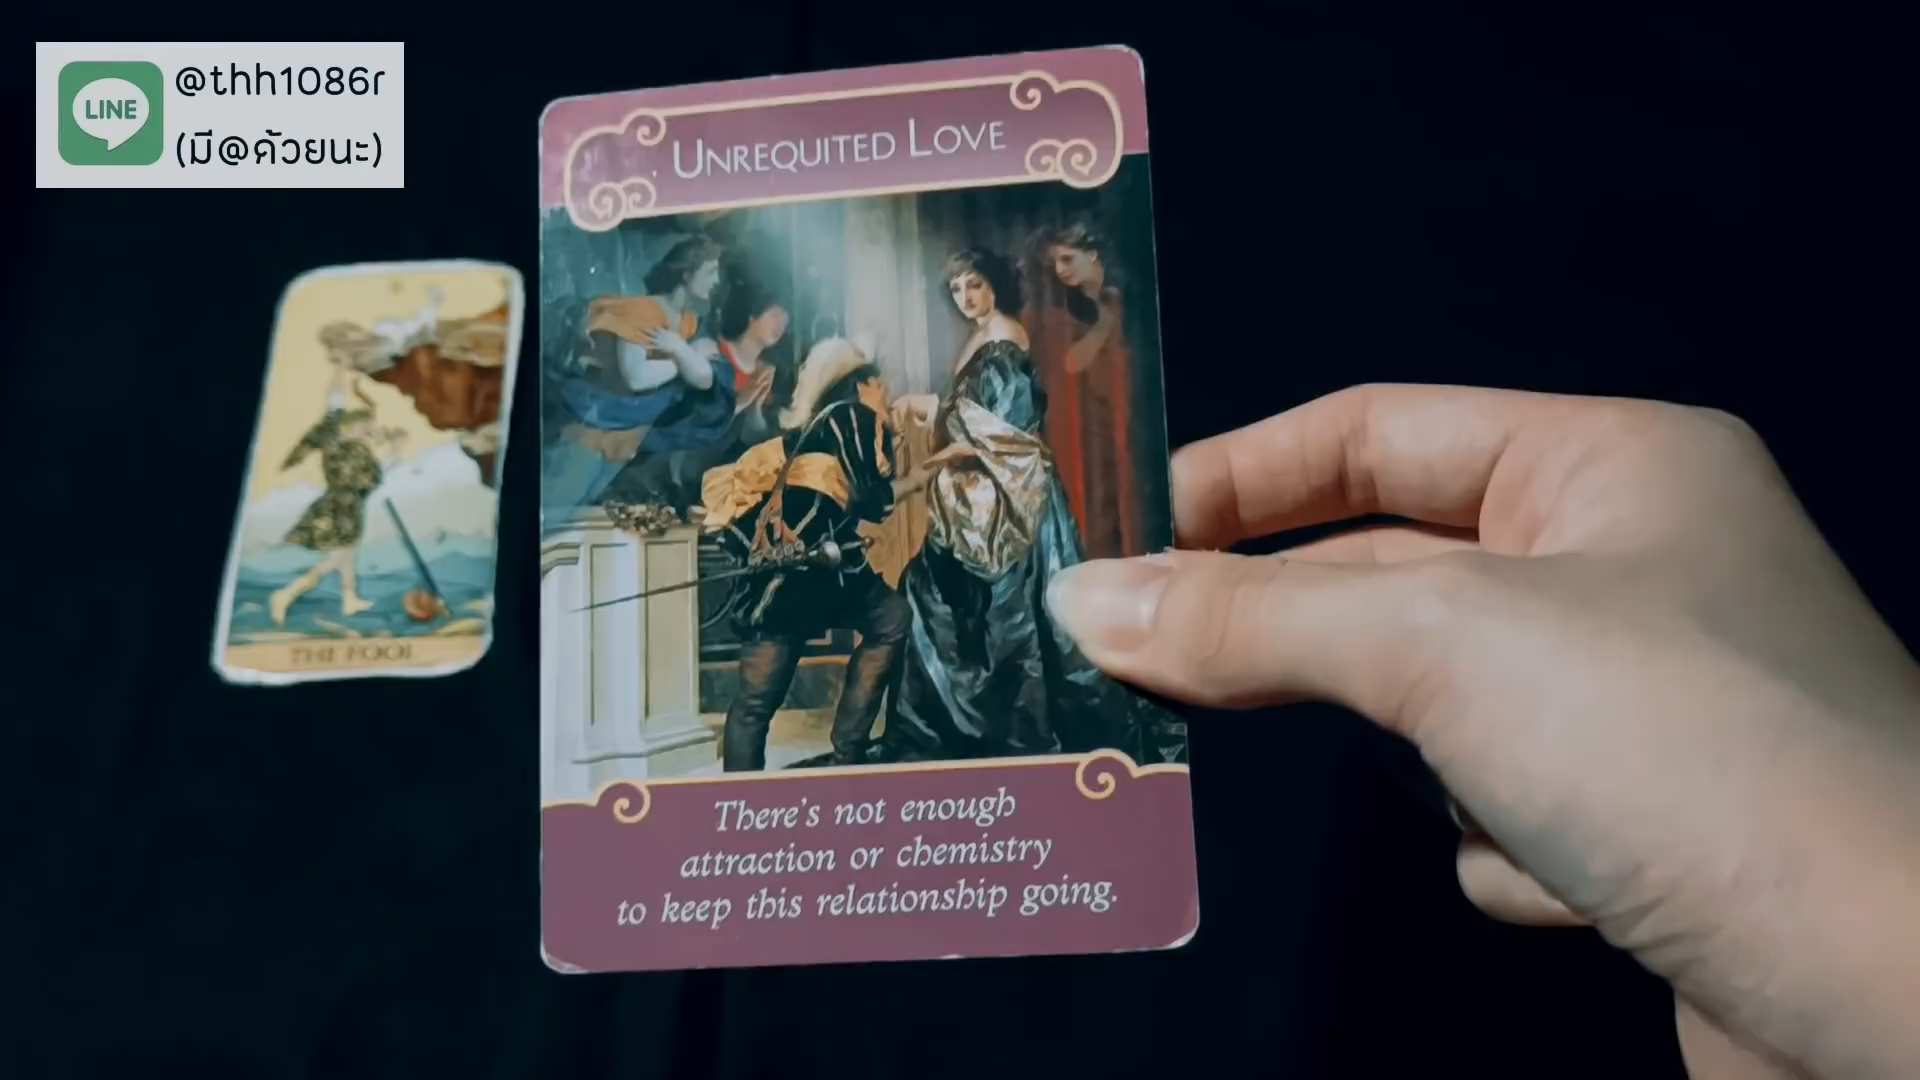 LINE
@thh1086r
(มี@ด้วยนะ)
UNREQUITED LOVE
THE FOOL
There's not enough
attraction or chemistry
to keep this relationship going.